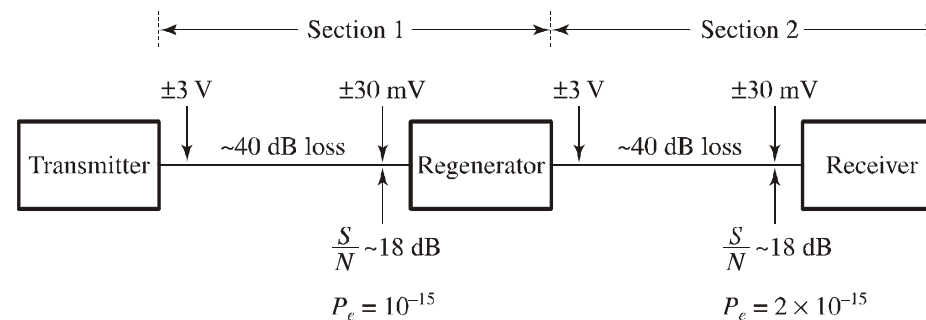 Section 1
Section 2
±3 V
±30 mV
±3 V
±30 mV
Transmitter
~40 dB loss
Regenerator
~40 dB loss
Receiver
S/N ~18 dB
S/N ~18 dB
Pₑ = 10⁻¹⁵
Pₑ = 2 × 10⁻¹⁵